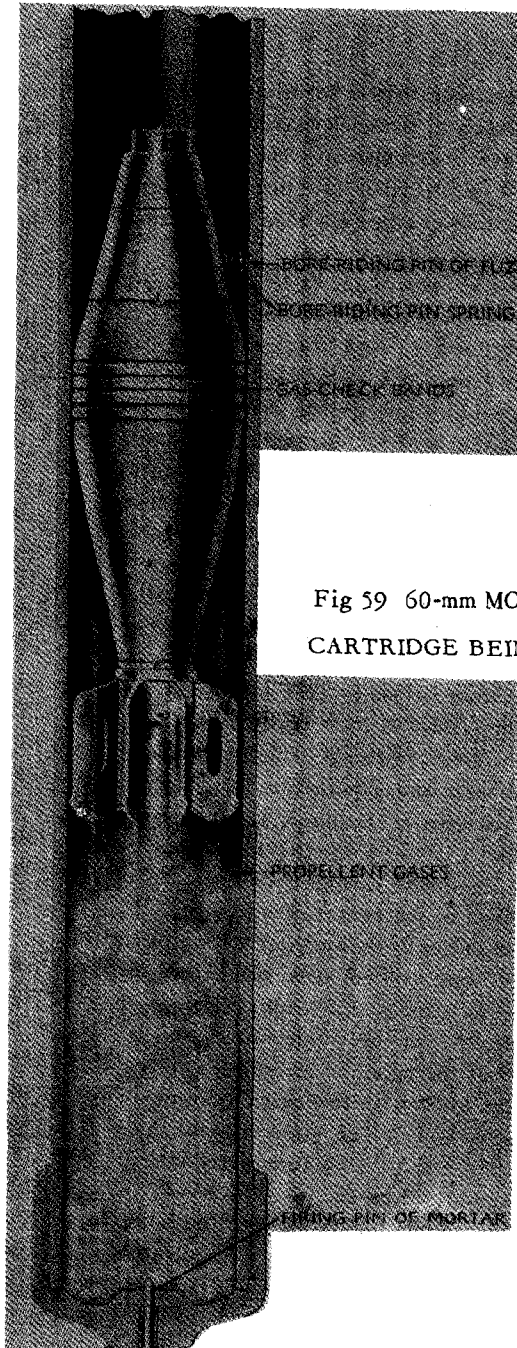 BORE-RIDING PIN OF FUZ
BORE-RIDING PIN SPRING
GAS-CHECK BANDS
Fig 59 60-mm MO
CARTRIDGE BEI
PROPELLENT GASES
FIRING PIN OF MORTAR